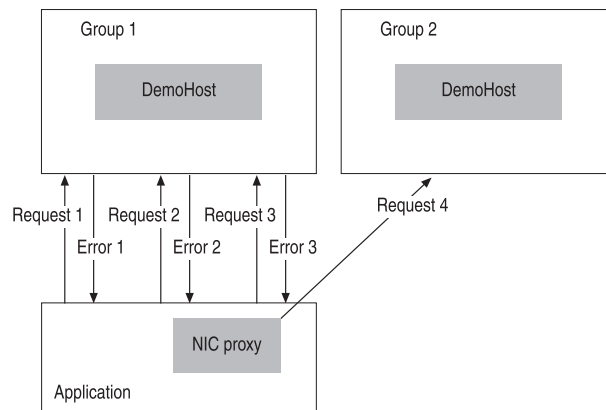 Group 1
Group 2
DemoHost
DemoHost
Request 1
Request 2
Request 3
Request 4
Error 1
Error 2
Error 3
NIC proxy
Application